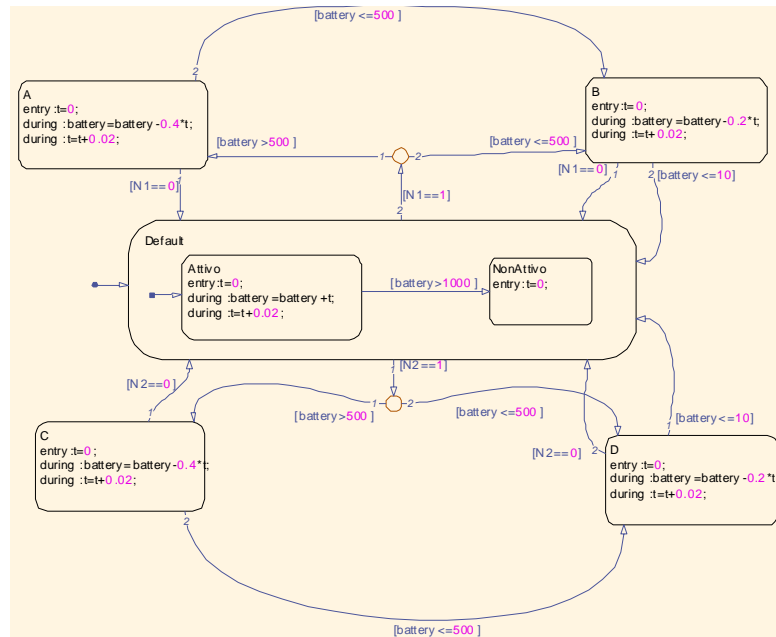 [battery <=500 ]
2
A
entry :t=0;
during :battery=battery-0.4*t;
during :t=t+0.02;
B
entry:t=0;
during :battery=battery-0.2*t;
during :t=t+0.02;
[battery >500]
1
2
[battery <=500]
[N1==0]
1
[N1==1]
2
[N1==0]
1
2
[battery <=10]
Default
Attivo
entry:t=0;
during :battery=battery+t;
during :t=t+0.02;
[battery>1000]
NonAttivo
entry:t=0;
[N2==1]
1
[N2==0]
1
1
2
[battery>500]
[battery <=500]
[battery<=10]
1
[N2==0]
2
C
entry :t=0;
during :battery=battery-0.4*t;
during :t=t+0.02;
2
D
entry :t=0;
during :battery=battery-0.2*t
during :t=t+0.02;
[battery <=500]